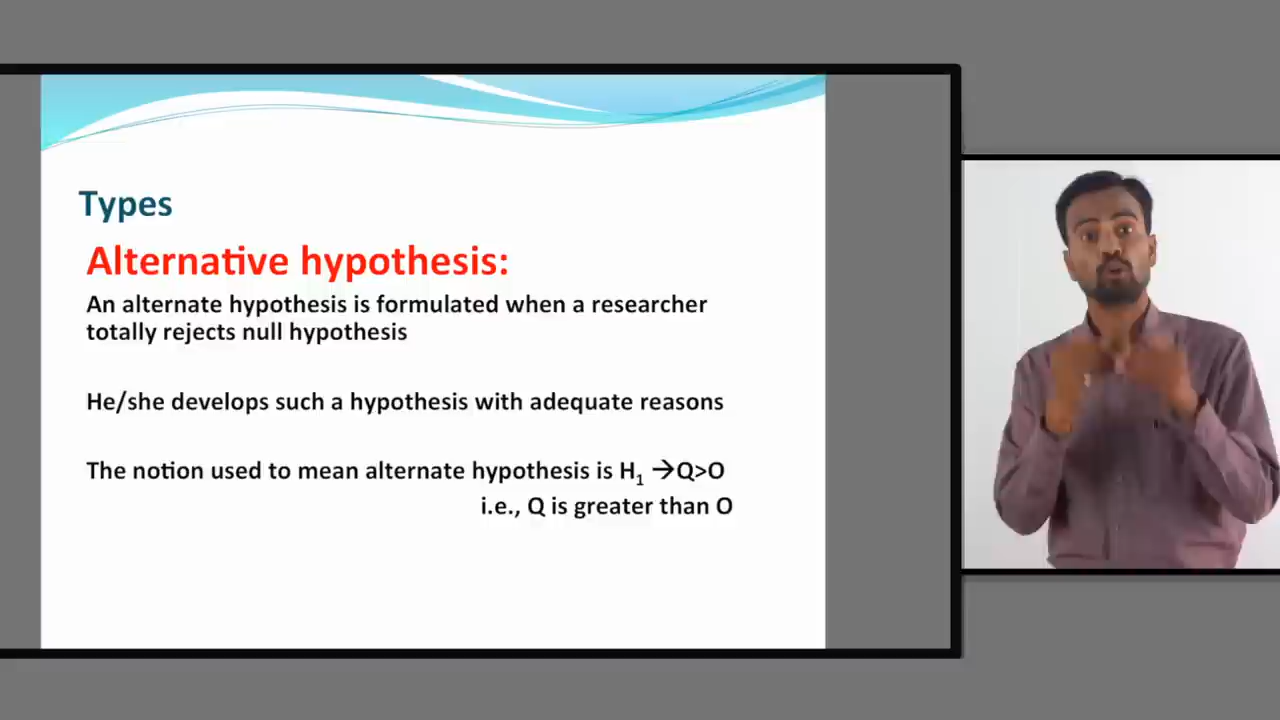 Types
Alternative hypothesis:
An alternate hypothesis is formulated when a researcher
totally rejects null hypothesis
He/she develops such a hypothesis with adequate reasons
The notion used to mean alternate hypothesis is H₁ →Q>O
i.e., Q is greater than O